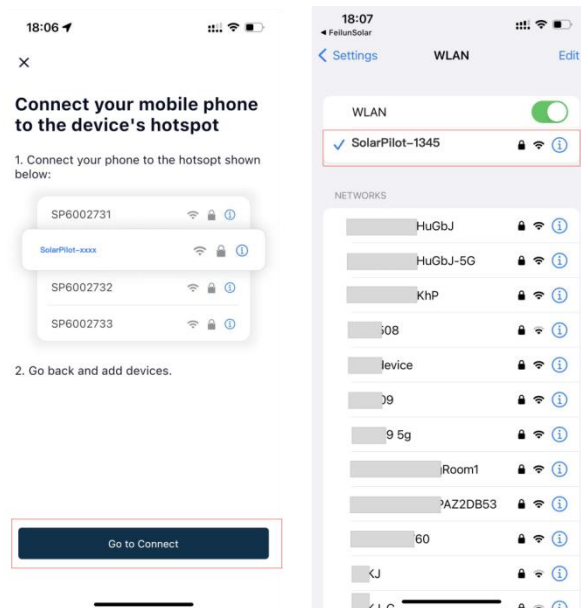 18:06
Connect your mobile phone
to the device's hotspot
1. Connect your phone to the hotsopt shown
below:
SP6002731
SolarPilot-xxxx
SP6002732
SP6002733
2. Go back and add devices.
Go to Connect
18:07
FeilunSolar
Settings
WLAN
Edit
WLAN
SolarPilot-1345
NETWORKS
HuGbJ
HuGbJ-5G
KhP
508
device
09
9 5g
Room1
PAZ2DB53
60
KJ